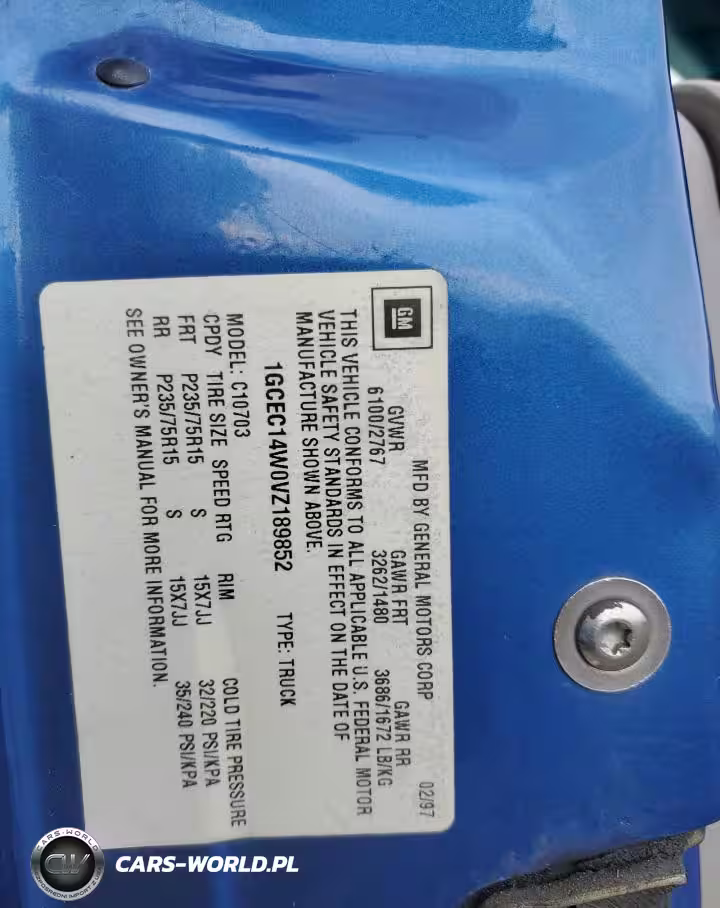 GM
MFD BY GENERAL MOTORS CORP 02/97
GVWR GAWR FRT GAWR RR
6100/2767 3262/1480 3686/1672 LB/KG
THIS VEHICLE CONFORMS TO ALL APPLICABLE U.S. FEDERAL MOTOR
VEHICLE SAFETY STANDARDS IN EFFECT ON THE DATE OF
MANUFACTURE SHOWN ABOVE.
1GCEC14W0VZ189852 TYPE: TRUCK
MODEL: C10703
CPDY TIRE SIZE SPEED RTG RIM COLD TIRE PRESSURE
FRT P235/75R15 S 15X7JJ 32/220 PSI/KPA
RR P235/75R15 S 15X7JJ 35/240 PSI/KPA
SEE OWNER'S MANUAL FOR MORE INFORMATION.
CARS-WORLD
CW
CARS-WORLD.PL